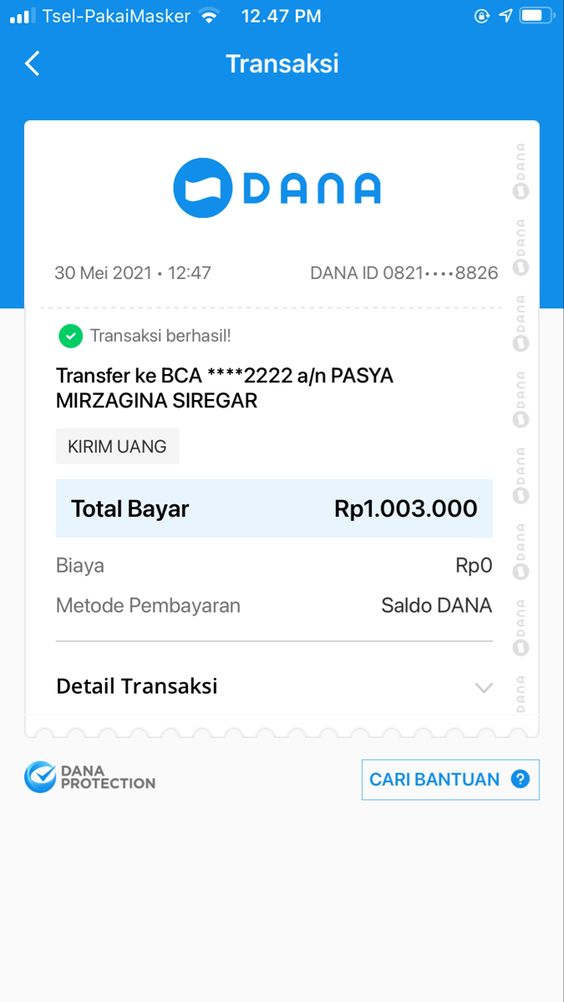 Tsel-PakaiMasker 12.47 PM
Transaksi
DANA
30 Mei 2021 • 12:47 DANA ID 0821••••8826
Transaksi berhasil!
Transfer ke BCA ****2222 a/n PASYA
MIRZAGINA SIREGAR
KIRIM UANG
Total Bayar Rp1.003.000
Biaya Rp0
Metode Pembayaran Saldo DANA
Detail Transaksi
DANA
DANA
DANA
DANA
DANA
DANA
DANA
DANA
DANA
PROTECTION
CARI BANTUAN ?